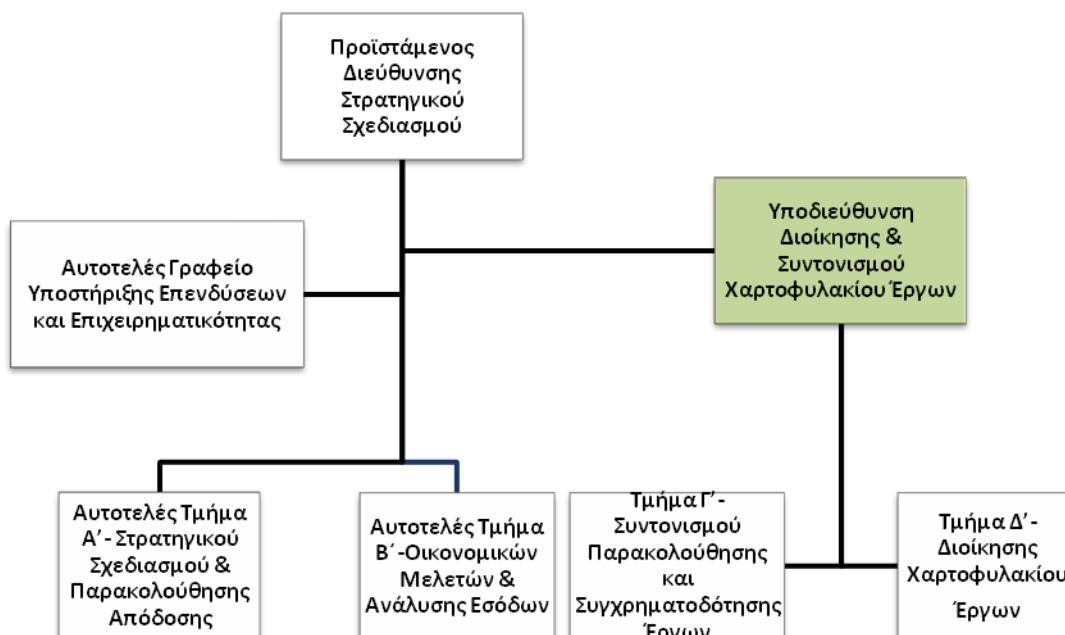 Προϊστάμενος
Διεύθυνσης
Στρατηγικού
Σχεδιασμού
Υποδιεύθυνση
Διοίκησης &
Συντονισμού
Χαρτοφυλακίου Έργων
Αυτοτελές Γραφείο
Υποστήριξης Επενδύσεων
και Επιχειρηματικότητας
Αυτοτελές Τμήμα
Α’- Στρατηγικού
Σχεδιασμού &
Παρακολούθησης
Απόδοσης
Αυτοτελές Τμήμα
Β΄-Οικονομικών
Μελετών &
Ανάλυσης Εσόδων
Τμήμα Γ’-
Συντονισμού
Παρακολούθησης
και
Συγχρηματοδότησης
Έργων
Τμήμα Δ’-
Διοίκησης
Χαρτοφυλακίου
Έργων